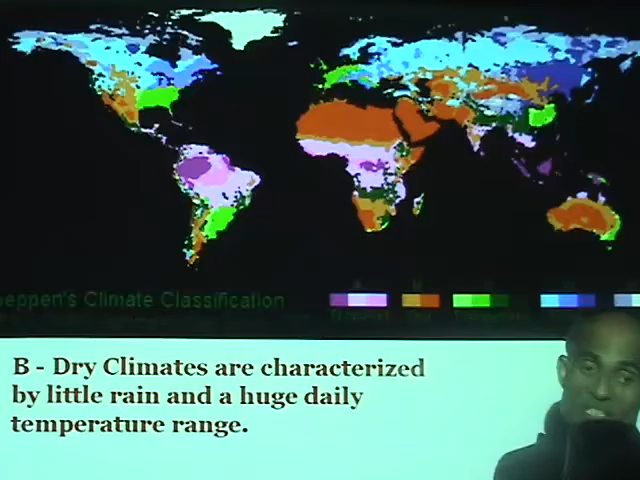 eppen's Climate Classification
B - Dry Climates are characterized
by little rain and a huge daily
temperature range.